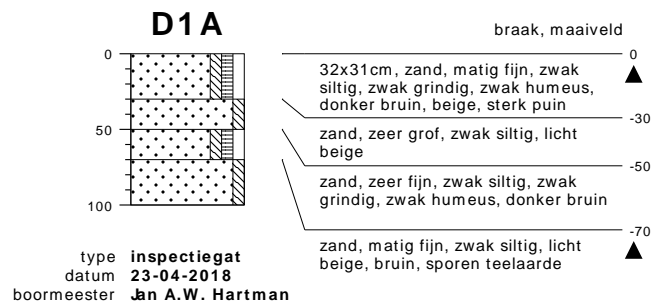 D1A
braak, maaiveld
0
0
32x31cm, zand, matig fijn, zwak
siltig, zwak grindig, zwak humeus,
donker bruin, beige, sterk puin
-30
zand, zeer grof, zwak siltig, licht
beige
50
-50
zand, zeer fijn, zwak siltig, zwak
grindig, zwak humeus, donker bruin
-70
zand, matig fijn, zwak siltig, licht
beige, bruin, sporen teelaarde
100
type inspectiegat
datum 23-04-2018
boormeester Jan A.W. Hartman